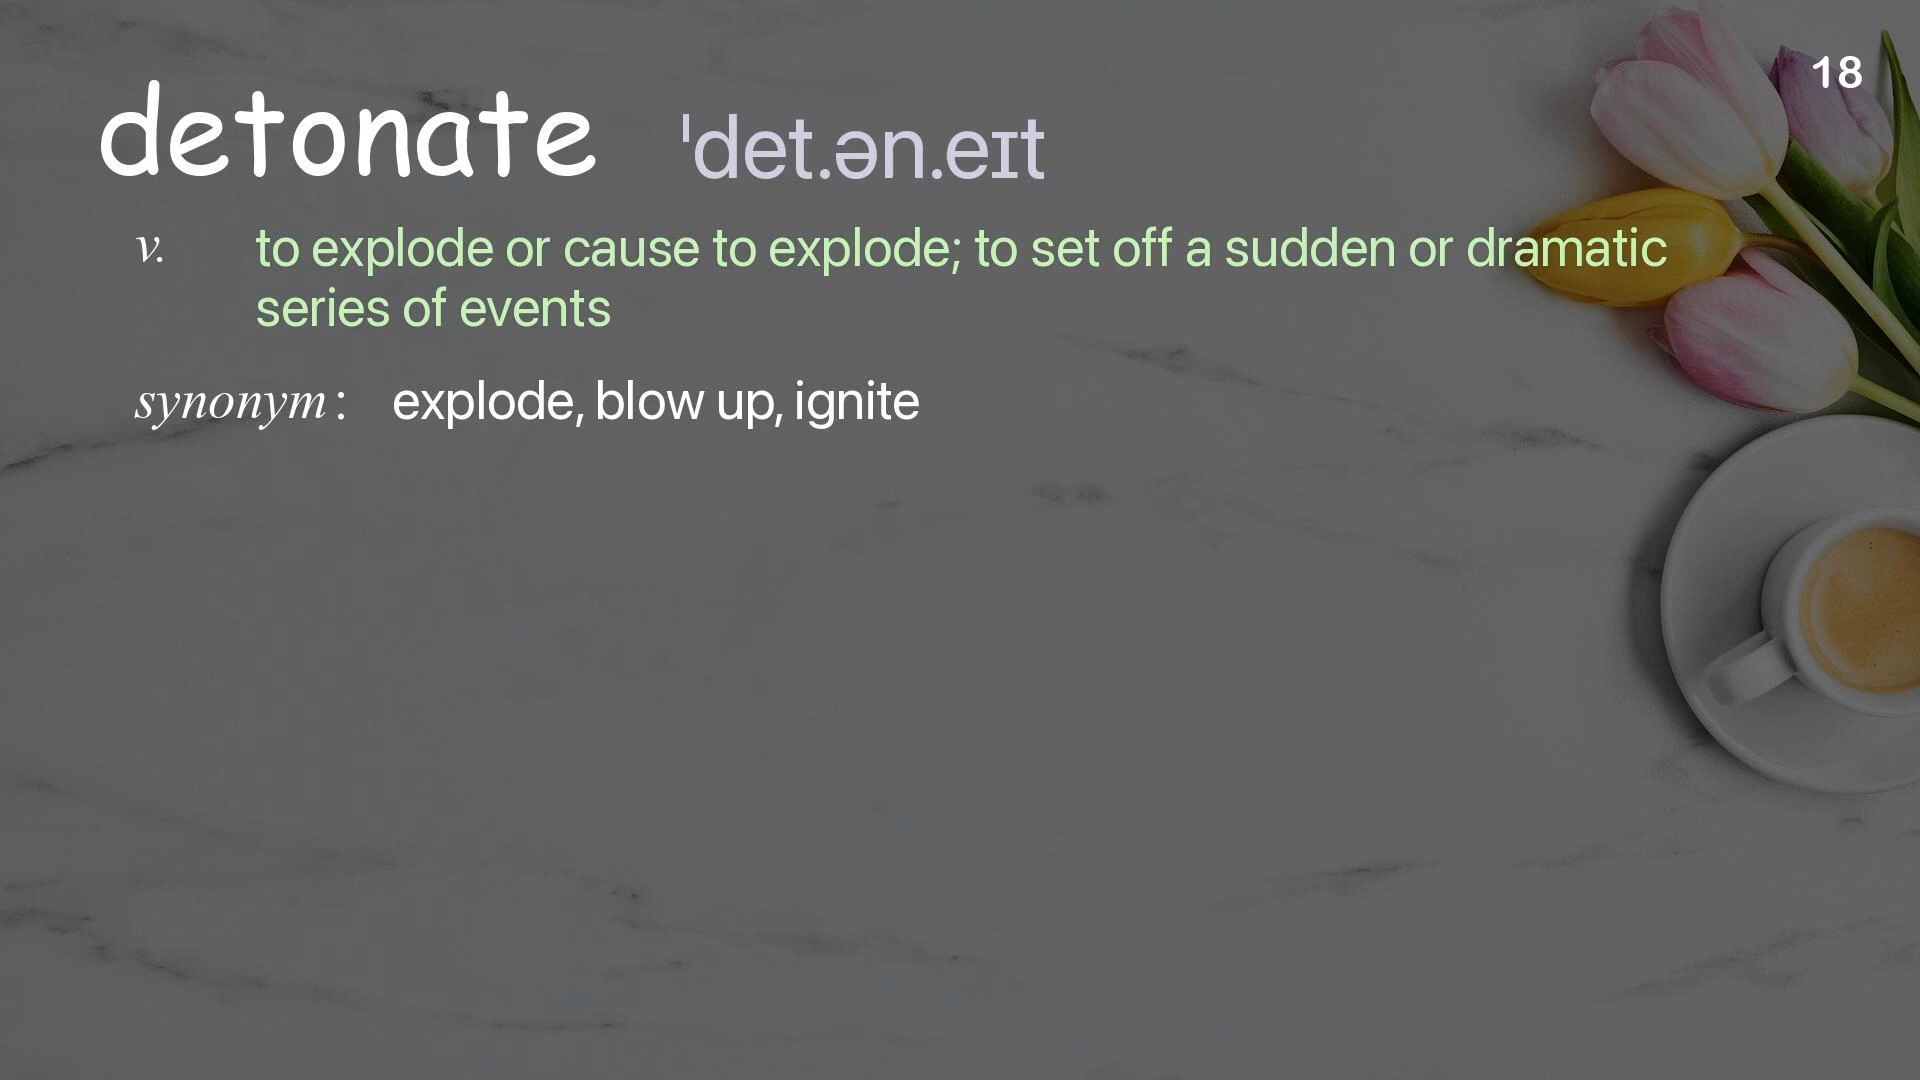 18
detonate ˈdet.ən.eɪt
v. to explode or cause to explode; to set off a sudden or dramatic
series of events
synonym : explode, blow up, ignite